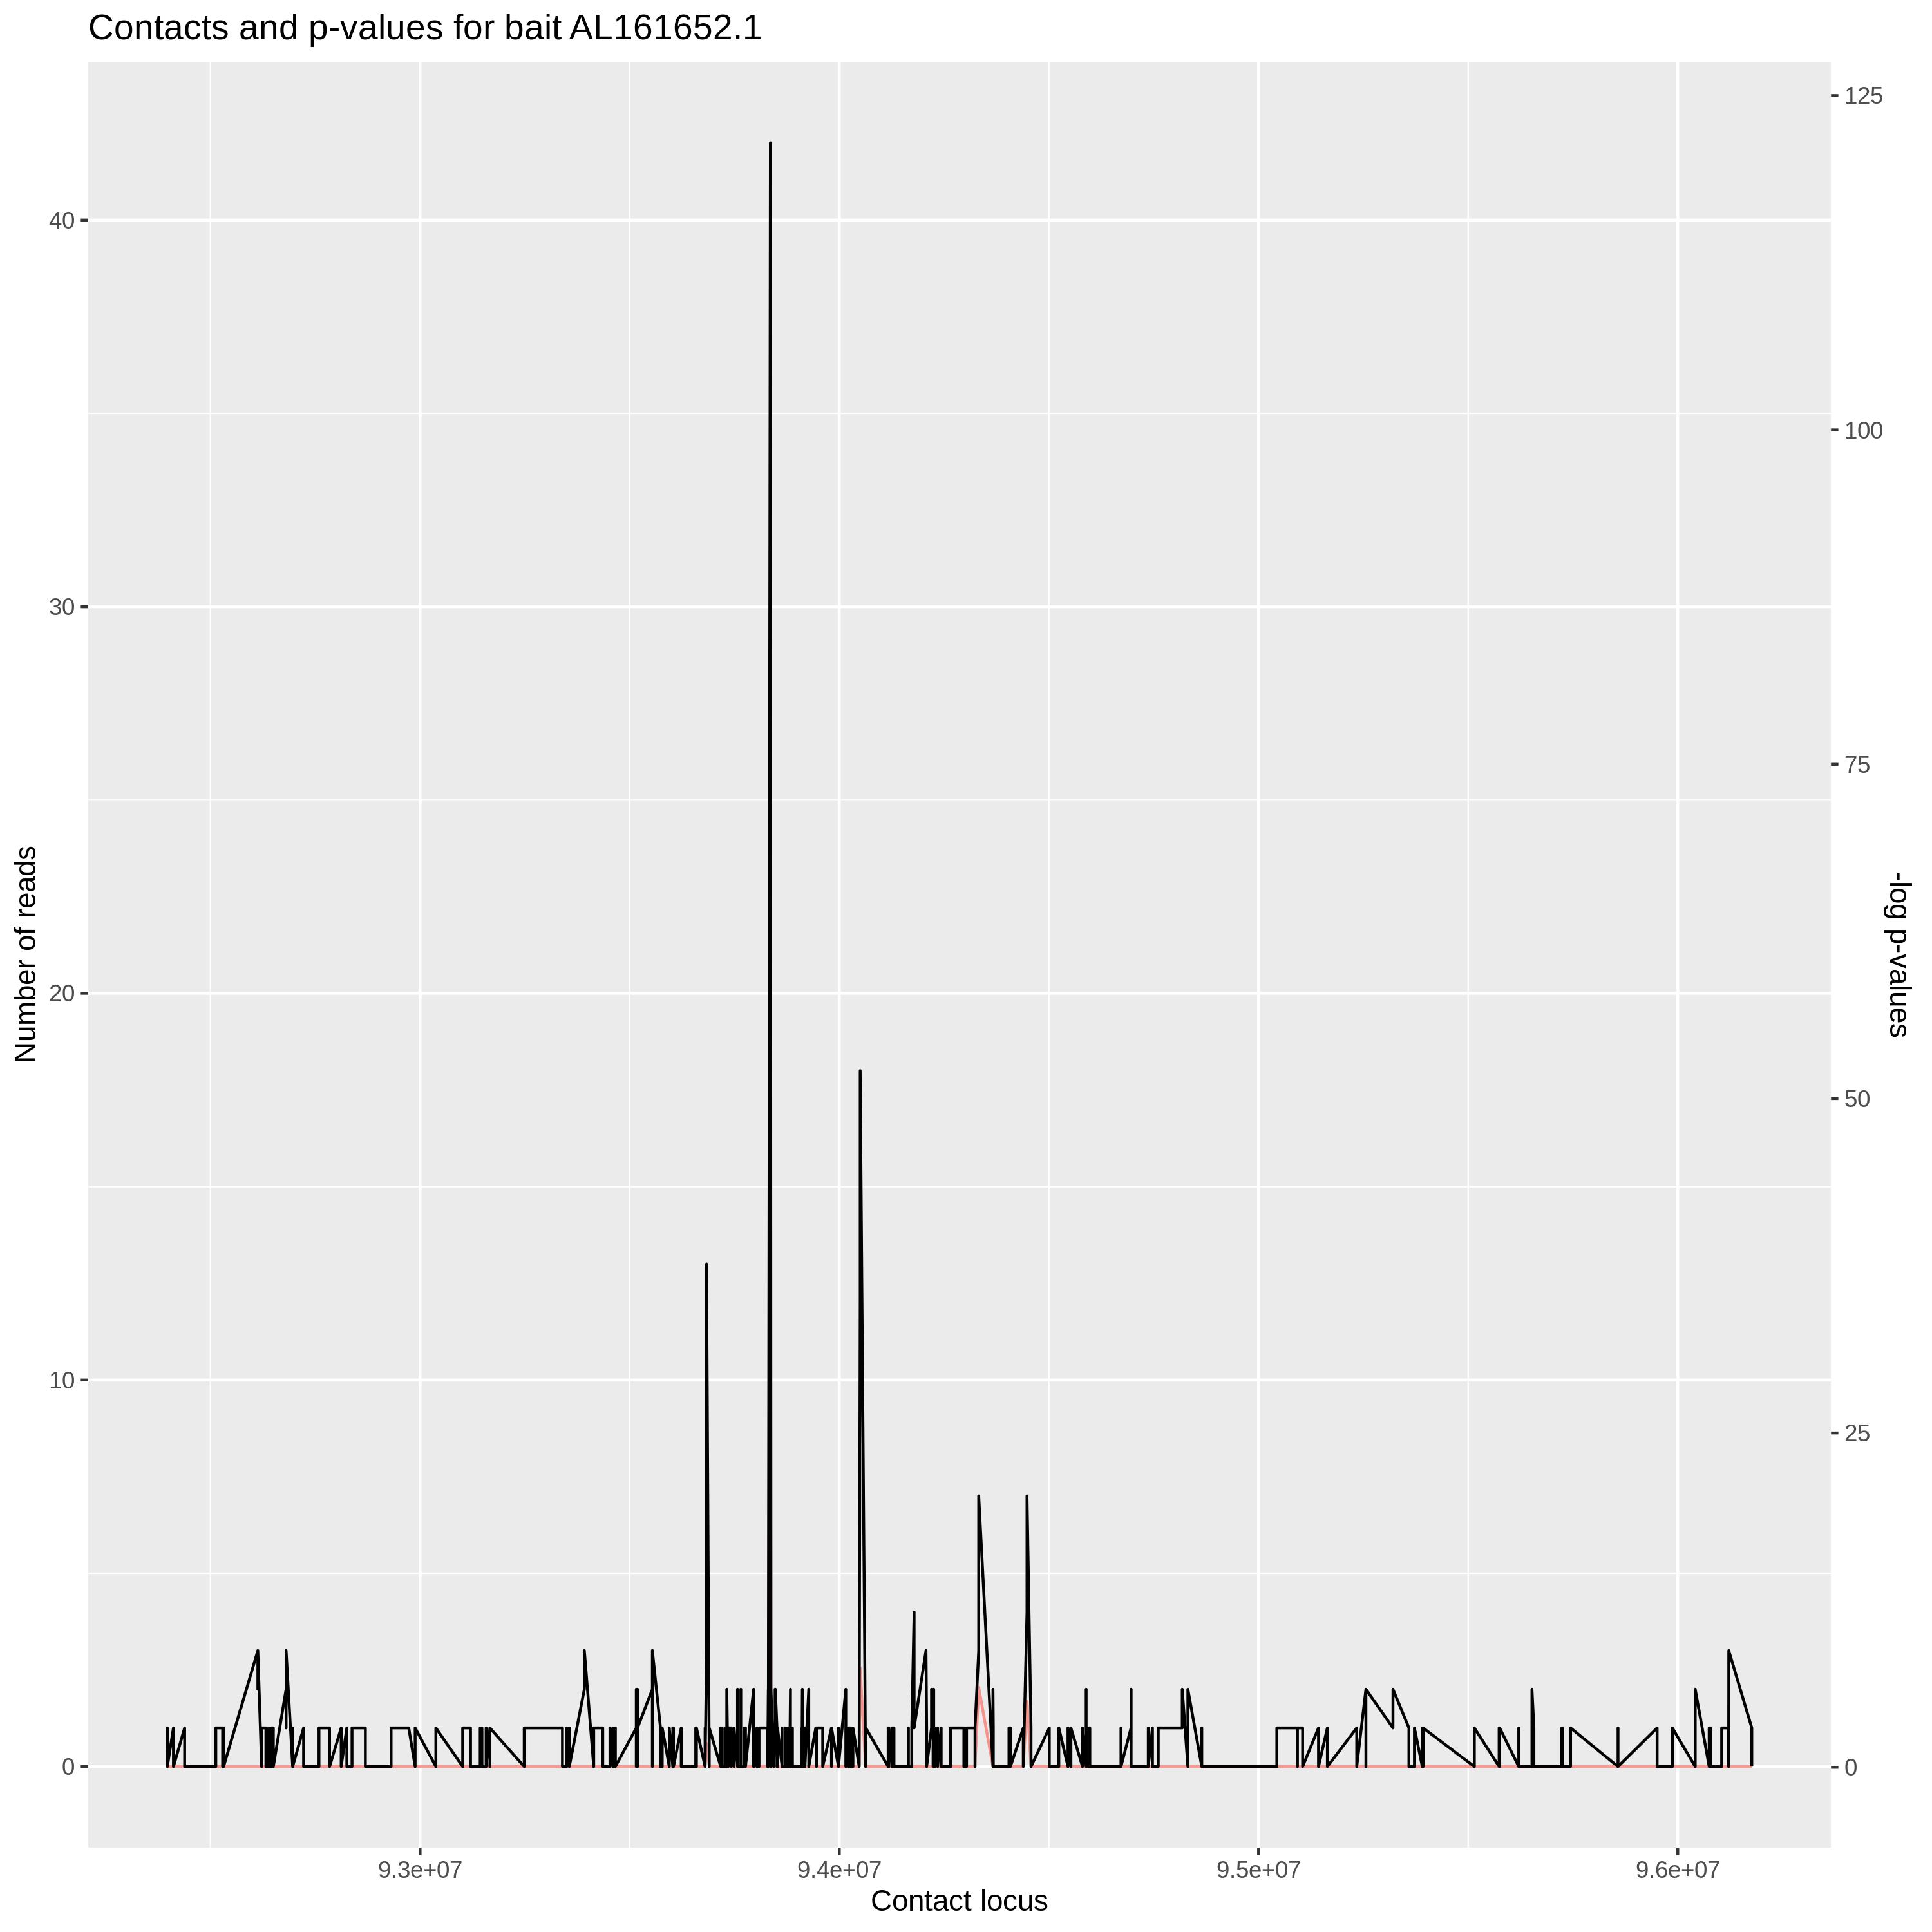 Contacts and p-values for bait AL161652.1
125
40
100
30
75
Number of reads
-log p-values
20
50
10
25
0
0
9.3e+07
9.4e+07
9.5e+07
9.6e+07
Contact locus